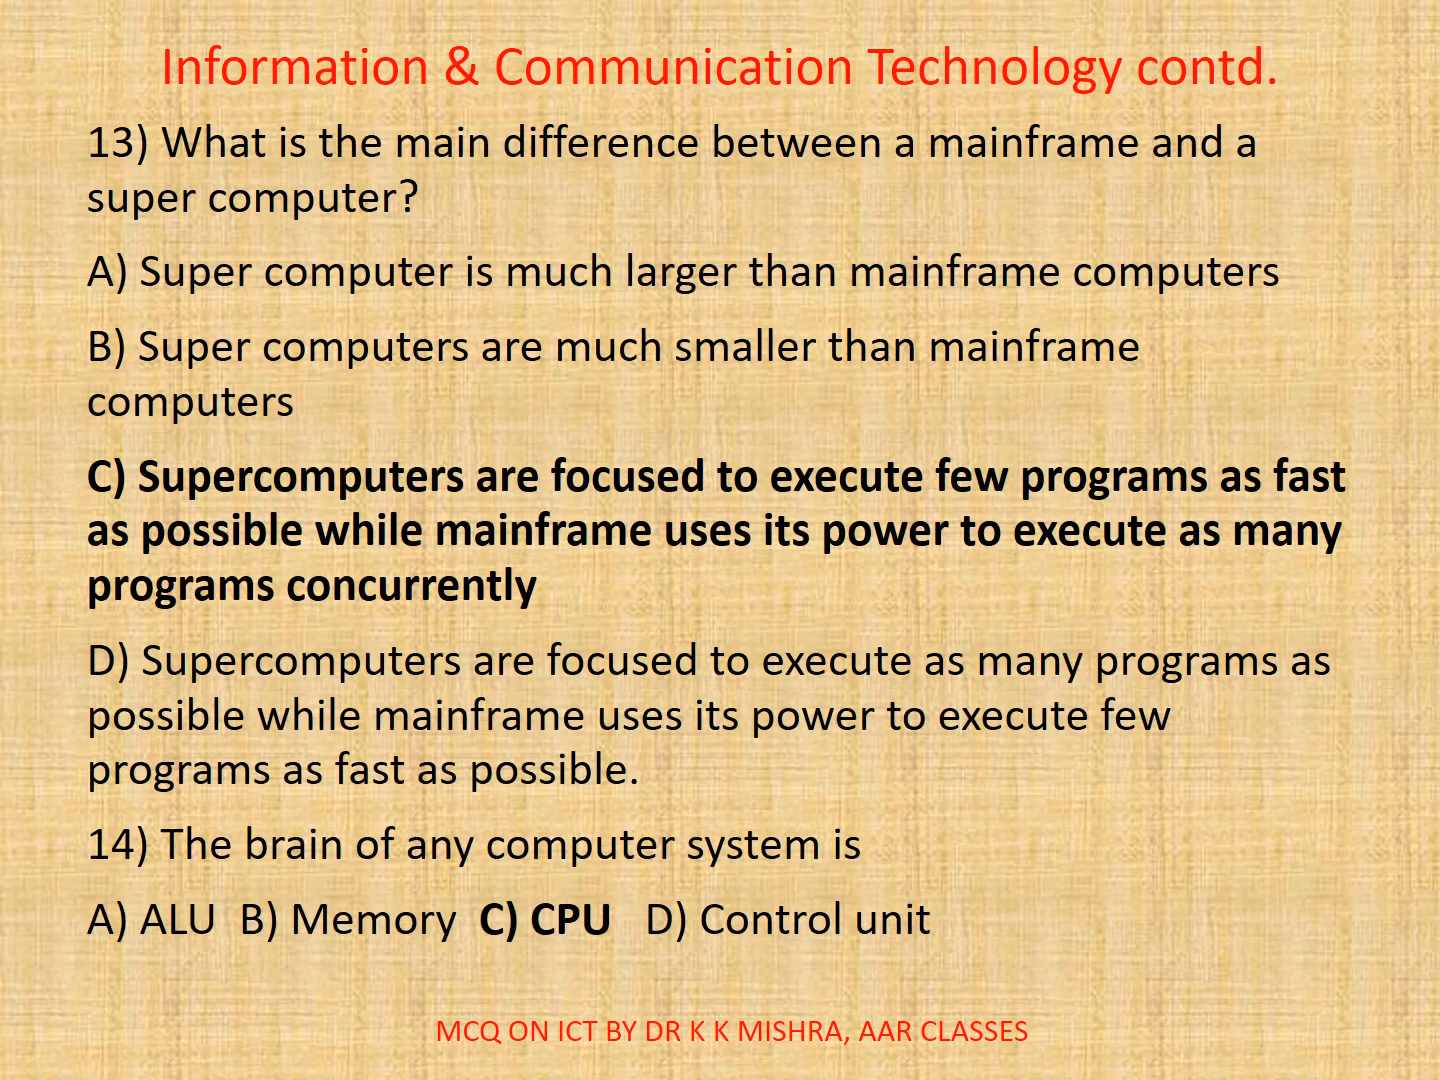 Information & Communication Technology contd.
13) What is the main difference between a mainframe and a
super computer?
A) Super computer is much larger than mainframe computers
B) Super computers are much smaller than mainframe
computers
C) Supercomputers are focused to execute few programs as fast
as possible while mainframe uses its power to execute as many
programs concurrently
D) Supercomputers are focused to execute as many programs as
possible while mainframe uses its power to execute few
programs as fast as possible.
14) The brain of any computer system is
A) ALU  B) Memory  C) CPU   D) Control unit
MCQ ON ICT BY DR K K MISHRA, AAR CLASSES